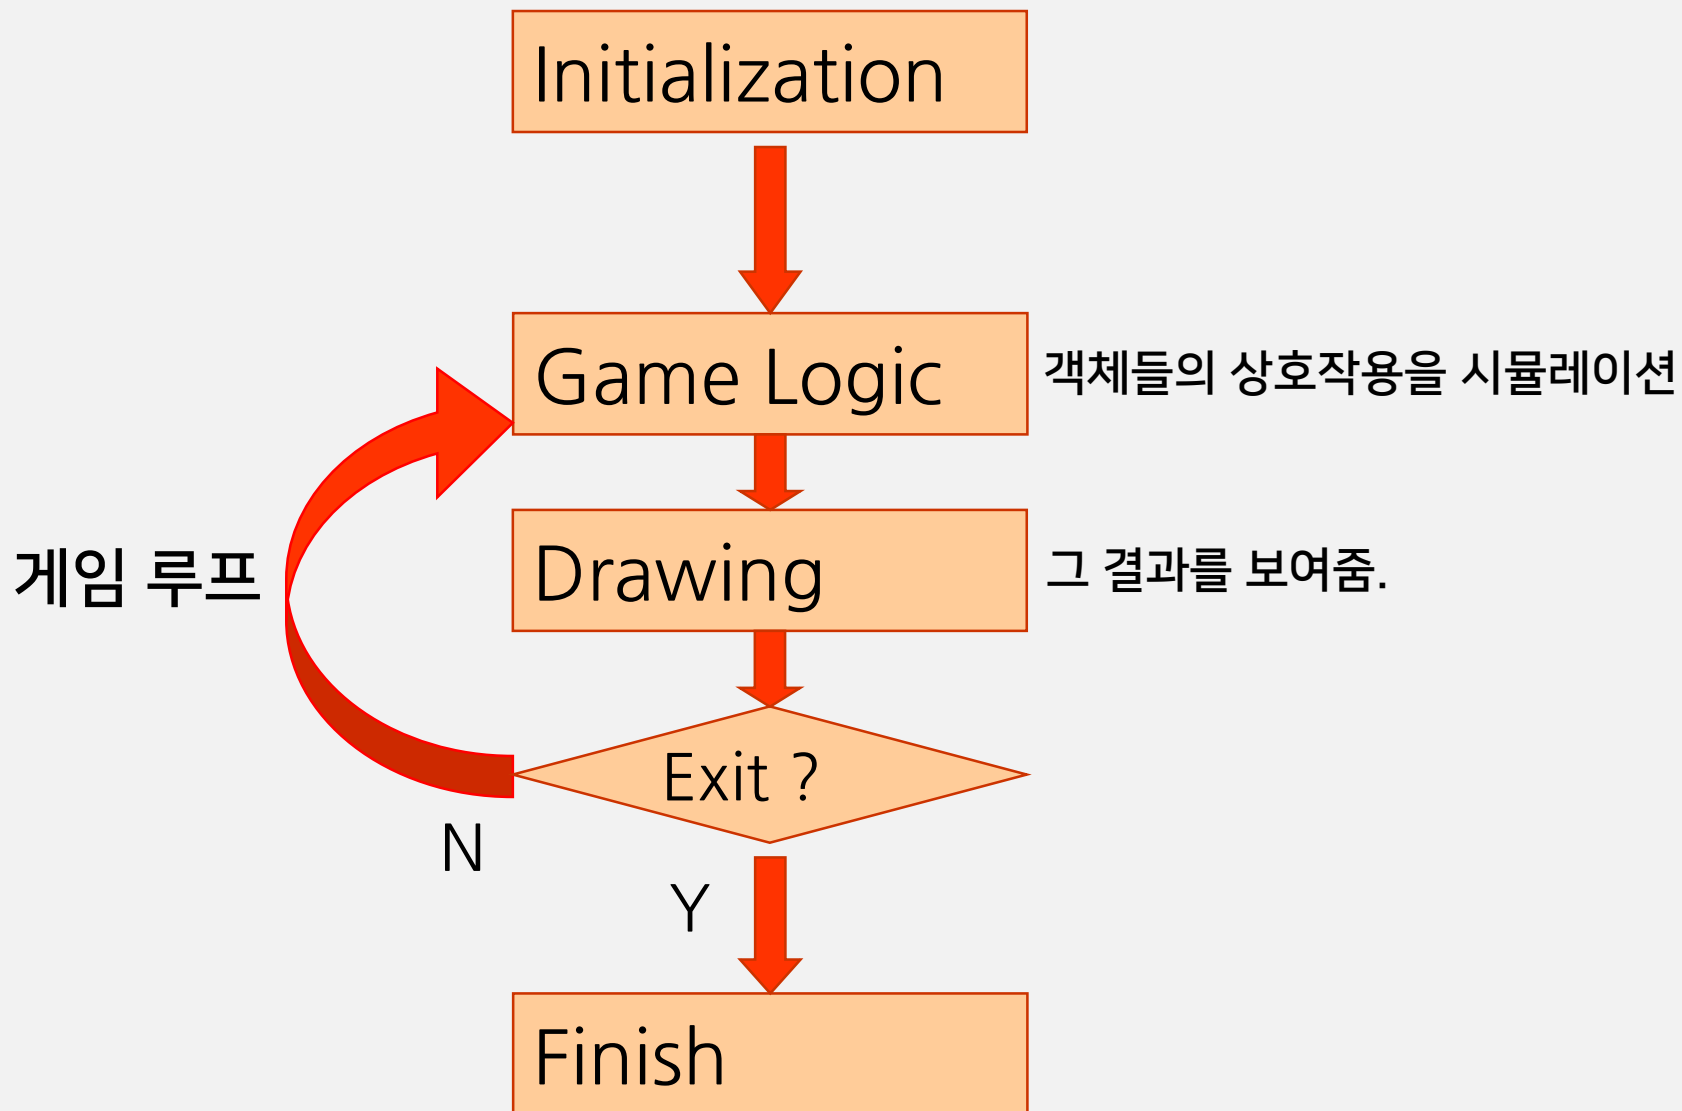 Initialization
Game Logic
객체들의 상호작용을 시뮬레이션
게임 루프
Drawing
그 결과를 보여줌.
Exit ?
N
Y
Finish